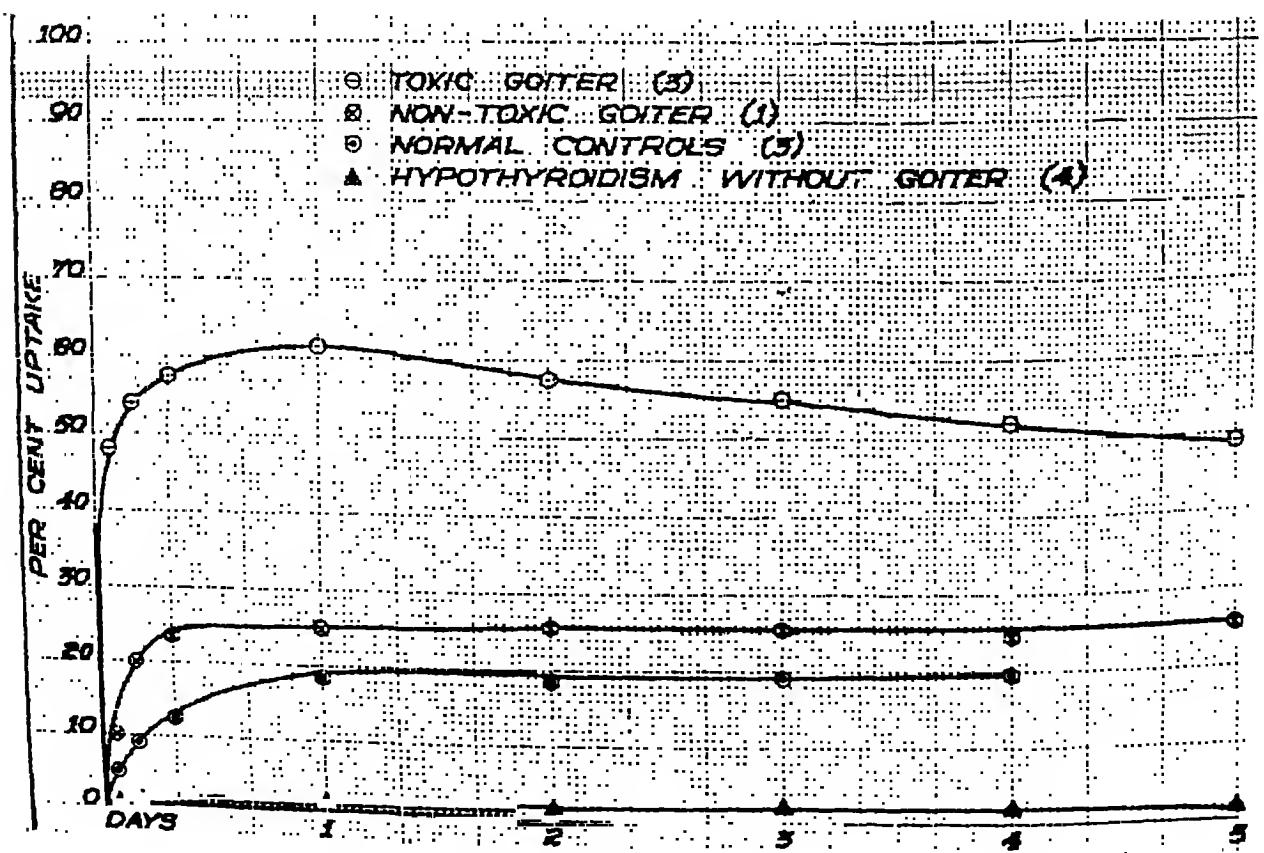 100
TOXIC GOITER (3)
90
NON-TOXIC GOITER (1)
NORMAL CONTROLS (3)
80
HYPOTHYROIDISM WITHOUT GOITER (4)
70
60
50
40
30
20
10
0
PER CENT UPTAKE
DAYS
1
2
3
4
5